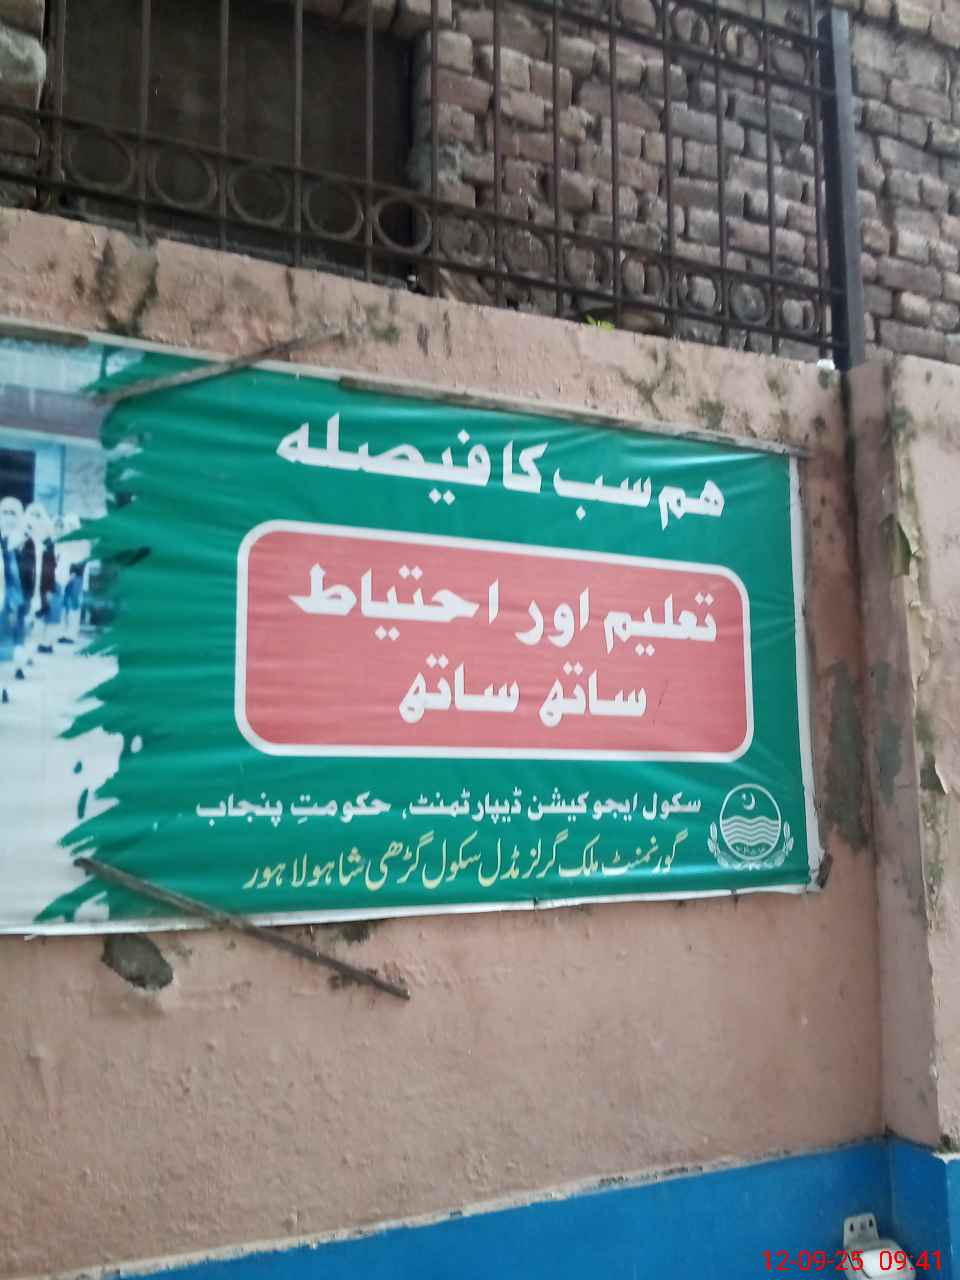 ھم سب کا فیصلہ
تعلیم اور احتیاط
ساتھ ساتھ
سکول ایجوکیشن ڈیپارٹمنٹ، حکومتِ پنجاب
گورنمنٹ ملک گرلز مڈل سکول گڑھی شاہو لاہور
12-09-25 09:41